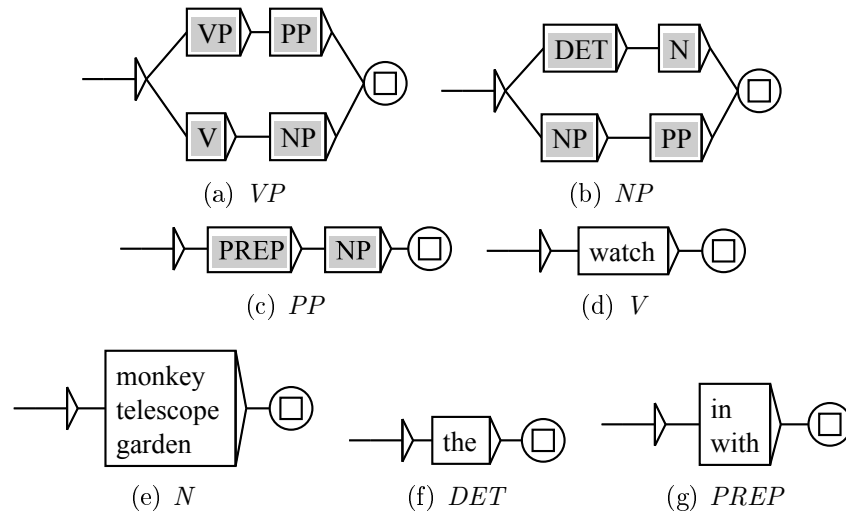 VP PP
V NP
(a) VP
DET N
NP PP
(b) NP
PREP NP
(c) PP
watch
(d) V
monkey
telescope
garden
(e) N
the
(f) DET
in
with
(g) PREP